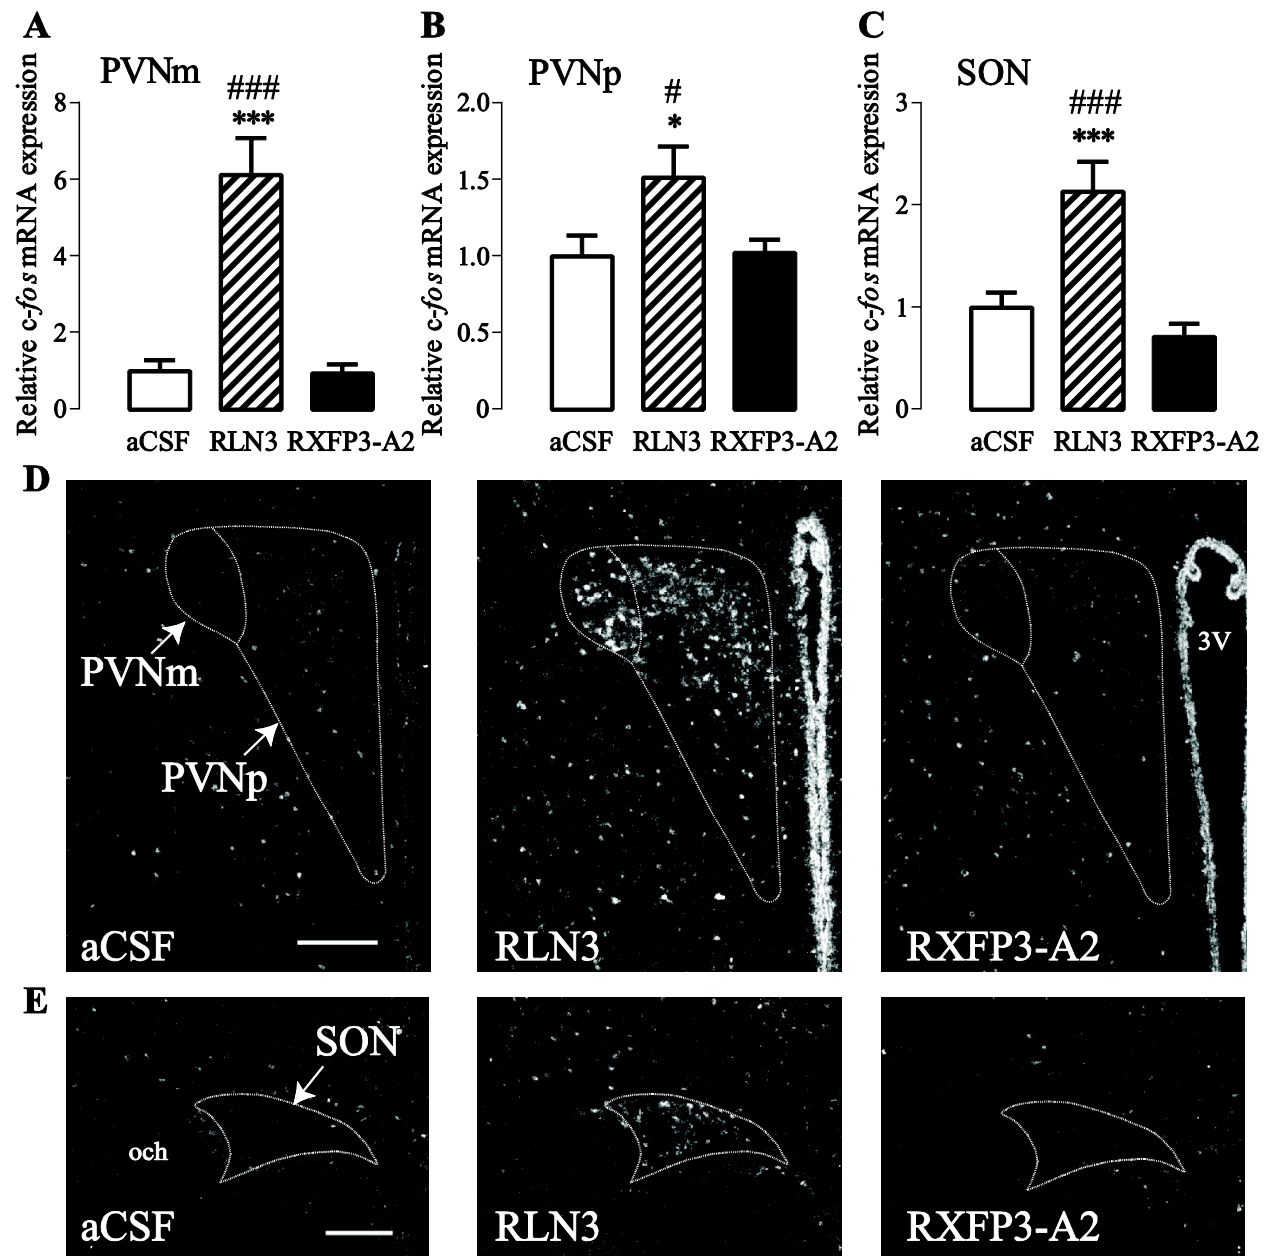 A
B
C
PVNm
PVNp
SON
###
***
#
*
###
***
Relative c-fos mRNA expression
8
6
4
2
0
aCSF RLN3 RXFP3-A2
Relative c-fos mRNA expression
2.0
1.5
1.0
0.5
0
aCSF RLN3 RXFP3-A2
Relative c-fos mRNA expression
3
2
1
0
aCSF RLN3 RXFP3-A2
D
PVNm
PVNp
aCSF
RLN3
3V
RXFP3-A2
E
SON
och
aCSF
RLN3
RXFP3-A2